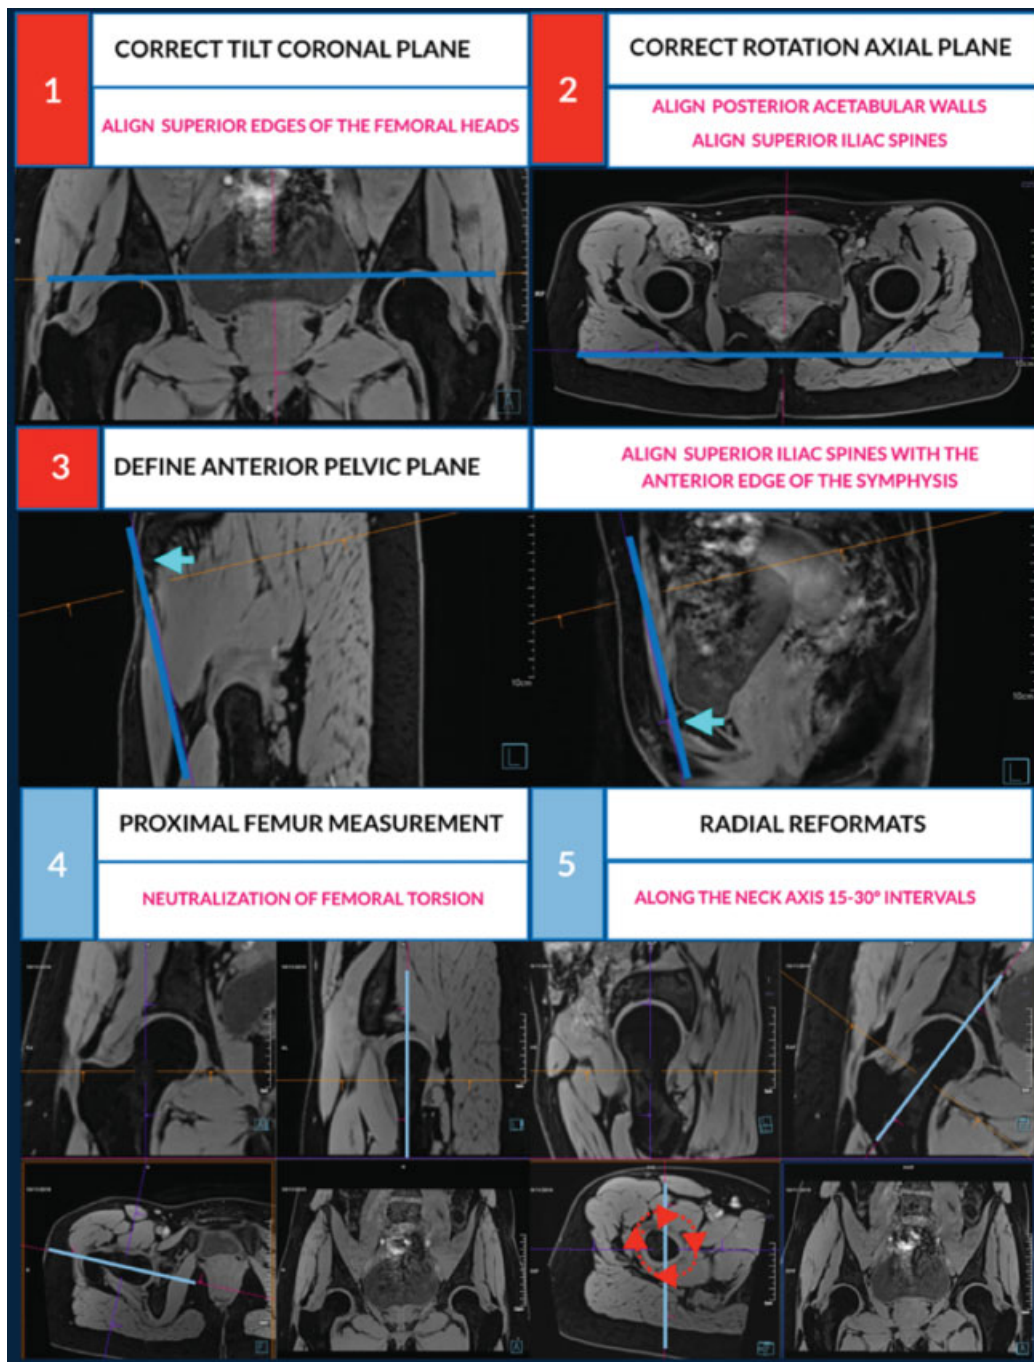 1
CORRECT TILT CORONAL PLANE
ALIGN SUPERIOR EDGES OF THE FEMORAL HEADS
2
CORRECT ROTATION AXIAL PLANE
ALIGN POSTERIOR ACETABULAR WALLS
ALIGN SUPERIOR ILIAC SPINES
A
3
DEFINE ANTERIOR PELVIC PLANE
ALIGN SUPERIOR ILIAC SPINES WITH THE
ANTERIOR EDGE OF THE SYMPHYSIS
10cm
10cm
L
L
4
PROXIMAL FEMUR MEASUREMENT
NEUTRALIZATION OF FEMORAL TORSION
5
RADIAL REFORMATS
ALONG THE NECK AXIS 15-30° INTERVALS